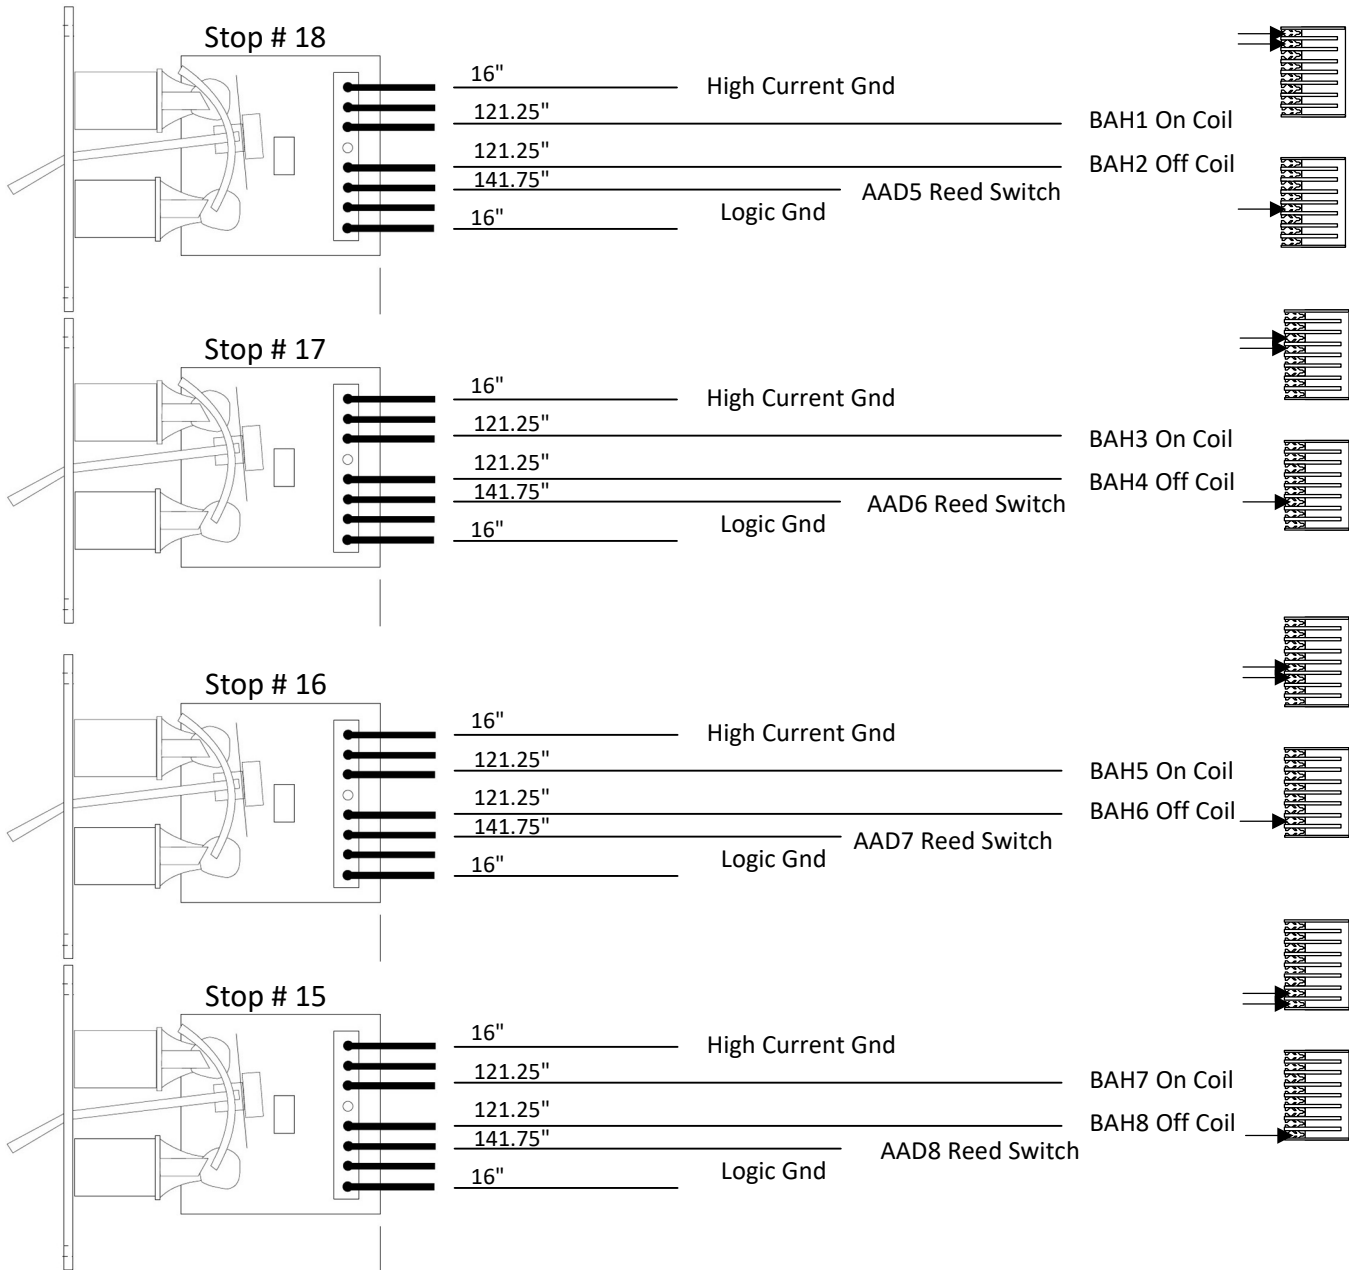 Stop # 18
16"
High Current Gnd
121.25"
BAH1 On Coil
121.25"
BAH2 Off Coil
141.75"
AAD5 Reed Switch
Logic Gnd
16"
Stop # 17
16"
High Current Gnd
121.25"
BAH3 On Coil
121.25"
BAH4 Off Coil
141.75"
AAD6 Reed Switch
Logic Gnd
16"
Stop # 16
16"
High Current Gnd
121.25"
BAH5 On Coil
121.25"
BAH6 Off Coil
141.75"
AAD7 Reed Switch
Logic Gnd
16"
Stop # 15
16"
High Current Gnd
121.25"
BAH7 On Coil
121.25"
BAH8 Off Coil
141.75"
AAD8 Reed Switch
Logic Gnd
16"